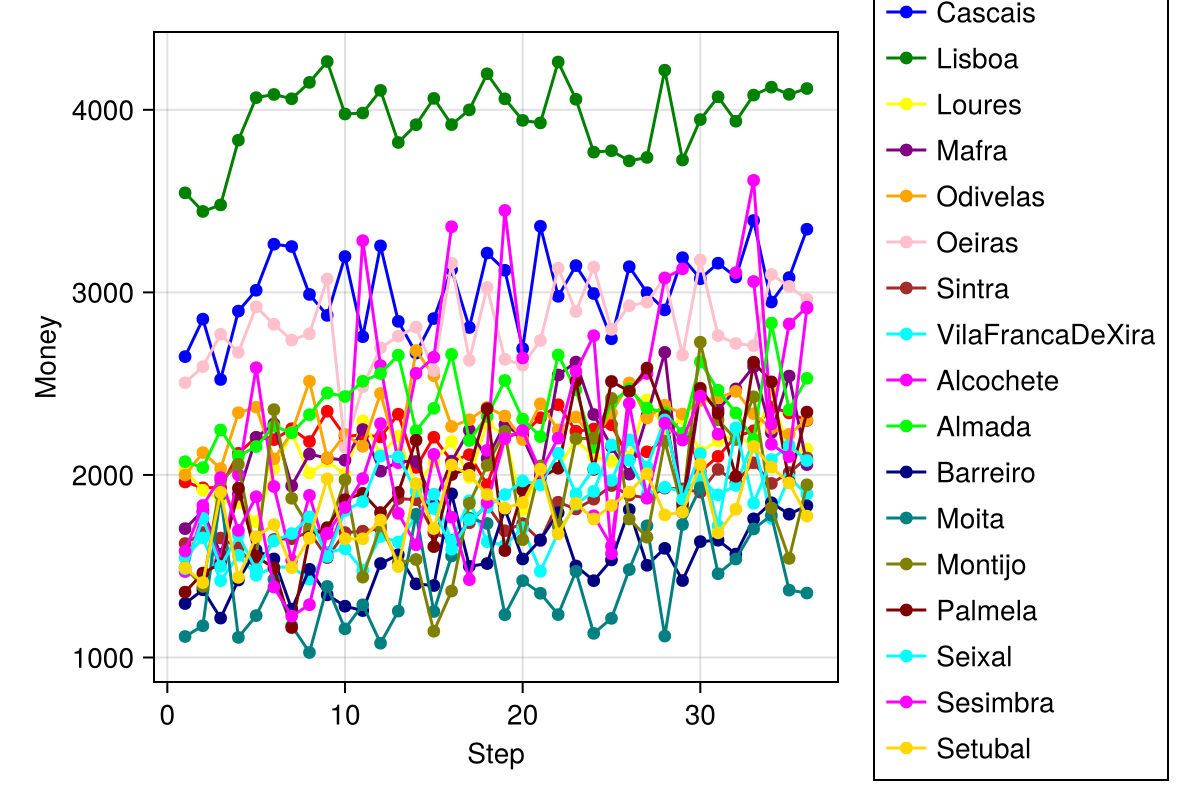 Money
4000
3000
2000
1000
0
10
20
30
Step
Cascais
Lisboa
Loures
Mafra
Odivelas
Oeiras
Sintra
VilaFrancaDeXira
Alcochete
Almada
Barreiro
Moita
Montijo
Palmela
Seixal
Sesimbra
Setubal